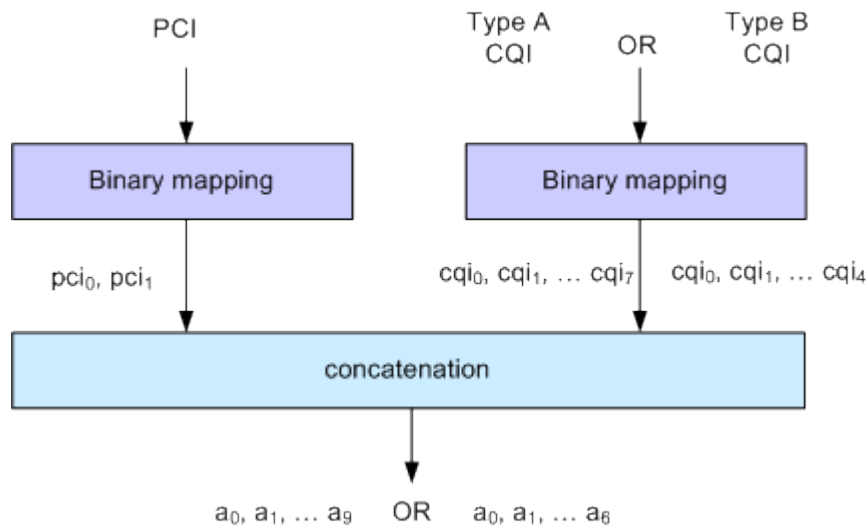 PCI
Type A
CQI
OR
Type B
CQI
Binary mapping
Binary mapping
pci₀, pci₁
cqi₀, cqi₁, … cqi₇
cqi₀, cqi₁, … cqi₄
concatenation
a₀, a₁, … a₉ OR a₀, a₁, … a₆